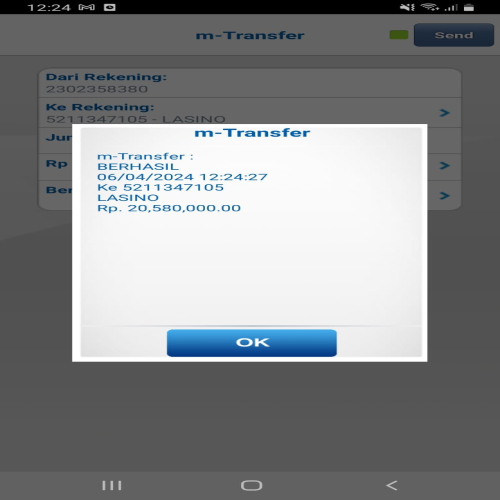 12:24
m-Transfer
Send
Dari Rekening:
2302358380
Ke Rekening:
5211347105 - LASINO
Jum
Rp
Ber
m-Transfer
m-Transfer :
BERHASIL
06/04/2024 12:24:27
Ke 5211347105
LASINO
Rp. 20,580,000.00
OK